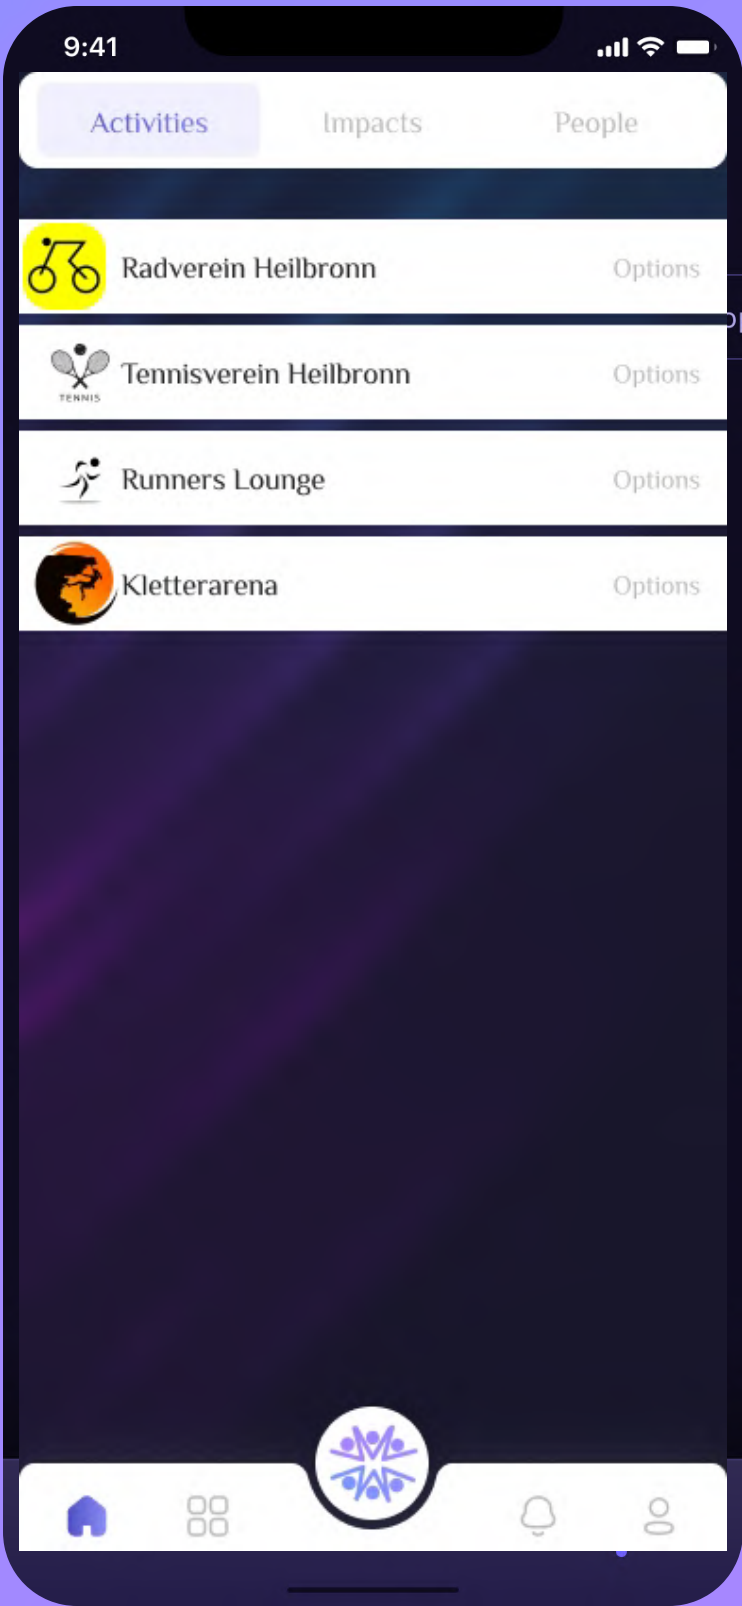 9:41
Activities Impacts People
Radverein Heilbronn Options
TENNIS
Tennisverein Heilbronn Options
Runners Lounge Options
Kletterarena Options